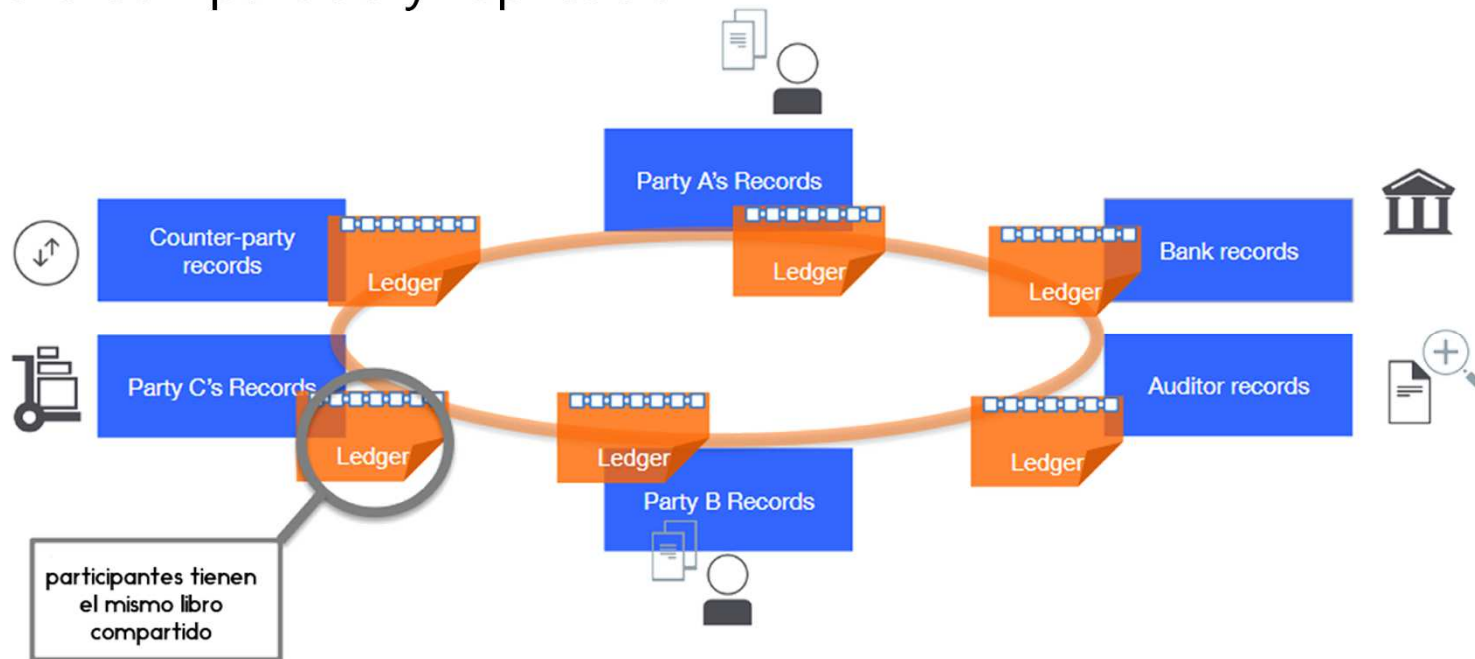 Party A's Records
Counter-party
records
Ledger
Ledger
Ledger
Bank records
Party C's Records
Auditor records
Ledger
Ledger
Ledger
Party B Records
participantes tienen
el mismo libro
compartido